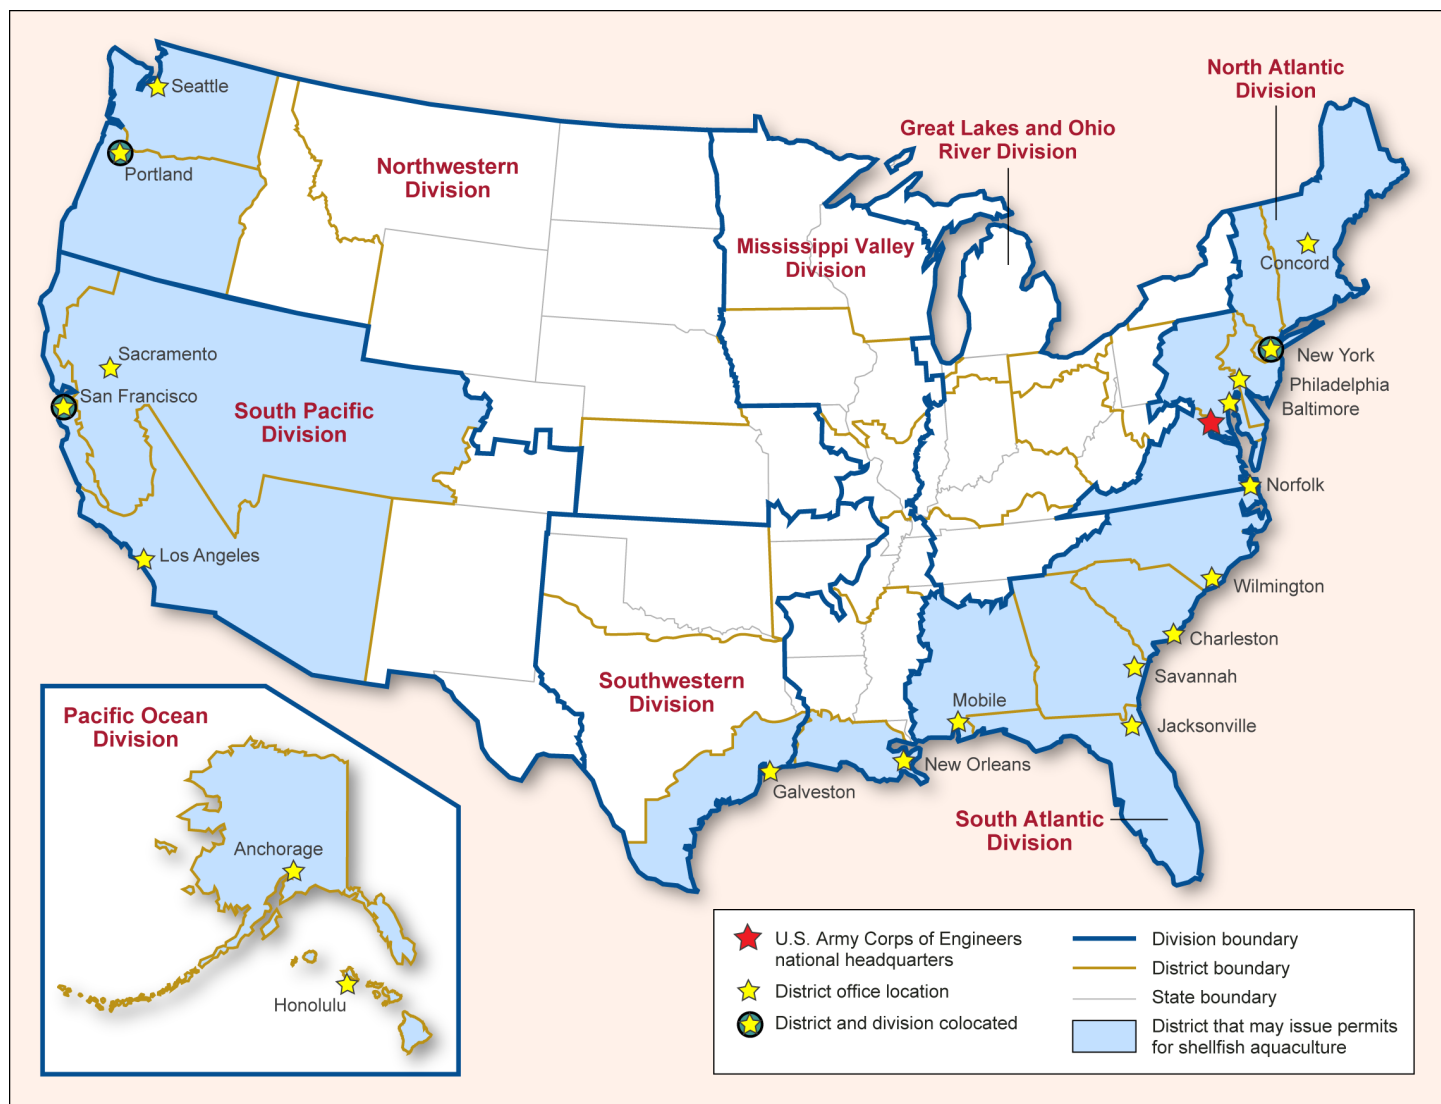 North Atlantic
Division
Great Lakes and Ohio
River Division
Seattle
Northwestern
Division
Portland
Mississippi Valley
Division
Concord
Sacramento
San Francisco
South Pacific
Division
New York
Philadelphia
Baltimore
Norfolk
Los Angeles
Wilmington
Charleston
Savannah
Southwestern
Division
Mobile
Jacksonville
New Orleans
Galveston
South Atlantic
Division
Pacific Ocean
Division
Anchorage
Honolulu
U.S. Army Corps of Engineers
national headquarters
District office location
District and division colocated
Division boundary
District boundary
State boundary
District that may issue permits
for shellfish aquaculture